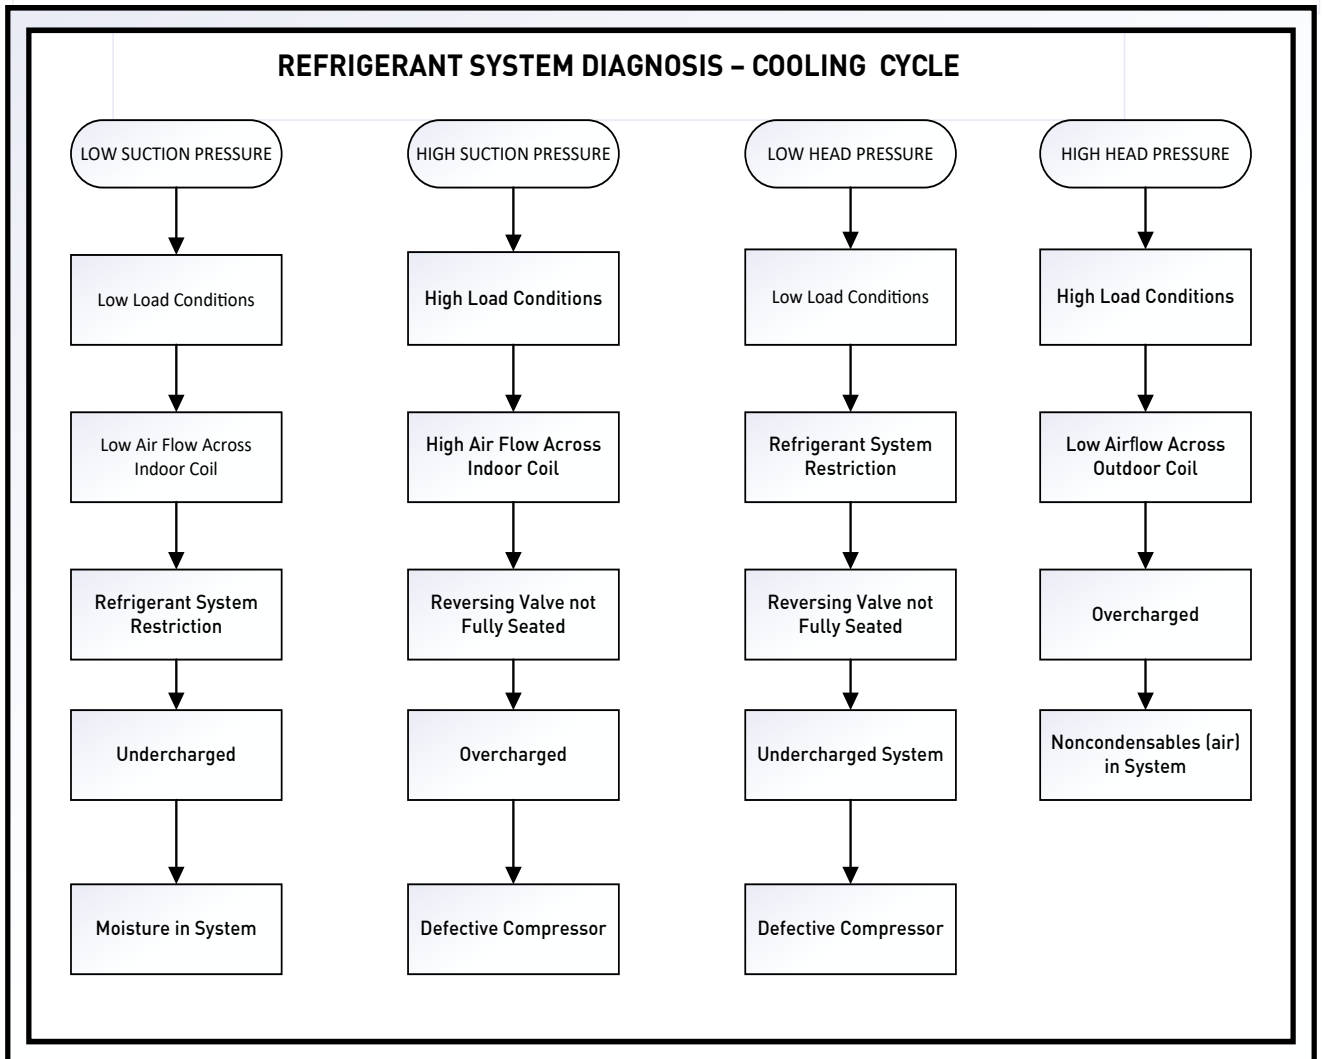 REFRIGERANT SYSTEM DIAGNOSIS – COOLING CYCLE
LOW SUCTION PRESSURE
Low Load Conditions
Low Air Flow Across
Indoor Coil
Refrigerant System
Restriction
Undercharged
Moisture in System
HIGH SUCTION PRESSURE
High Load Conditions
High Air Flow Across
Indoor Coil
Reversing Valve not
Fully Seated
Overcharged
Defective Compressor
LOW HEAD PRESSURE
Low Load Conditions
Refrigerant System
Restriction
Reversing Valve not
Fully Seated
Undercharged System
Defective Compressor
HIGH HEAD PRESSURE
High Load Conditions
Low Airflow Across
Outdoor Coil
Overcharged
Noncondensables (air)
in System